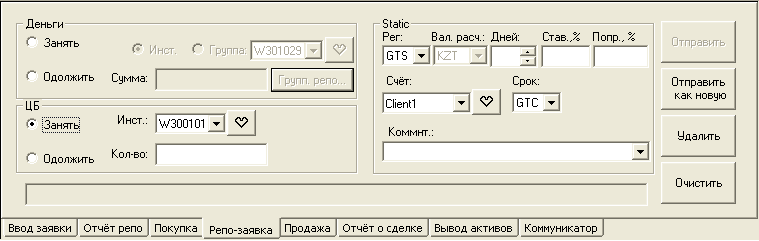 Деньги
Занять
Инст.
Группа:
W301029
Одолжить
Сумма:
Групп. репо...
ЦБ
Занять
Инст.:
W300101
Одолжить
Кол-во:
Static
Рег: Вал. расч.: Дней: Став.,% Попр., %
GTS KZT
Счёт: Срок:
Client1 GTC
Коммнт.:
Отправить
Отправить
как новую
Удалить
Очистить
Ввод заявки Отчёт репо Покупка Репо-заявка Продажа Отчёт о сделке Вывод активов Коммуникатор